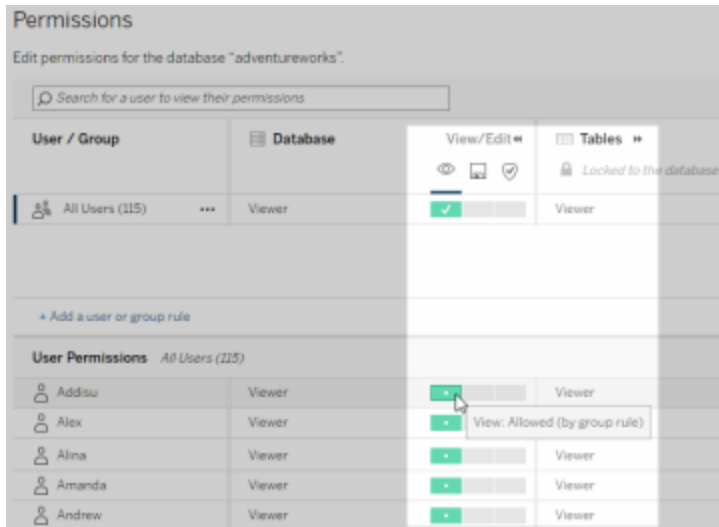 Permissions
Edit permissions for the database "adventureworks".
Search for a user to view their permissions
User / Group Database View/Edit Tables
Locked to the database
All Users (115) ••• Viewer Viewer
+ Add a user or group rule
User Permissions All Users (115)
Addisu Viewer Viewer
Alex Viewer View: Allowed (by group rule)
Alina Viewer Viewer
Amanda Viewer Viewer
Andrew Viewer Viewer